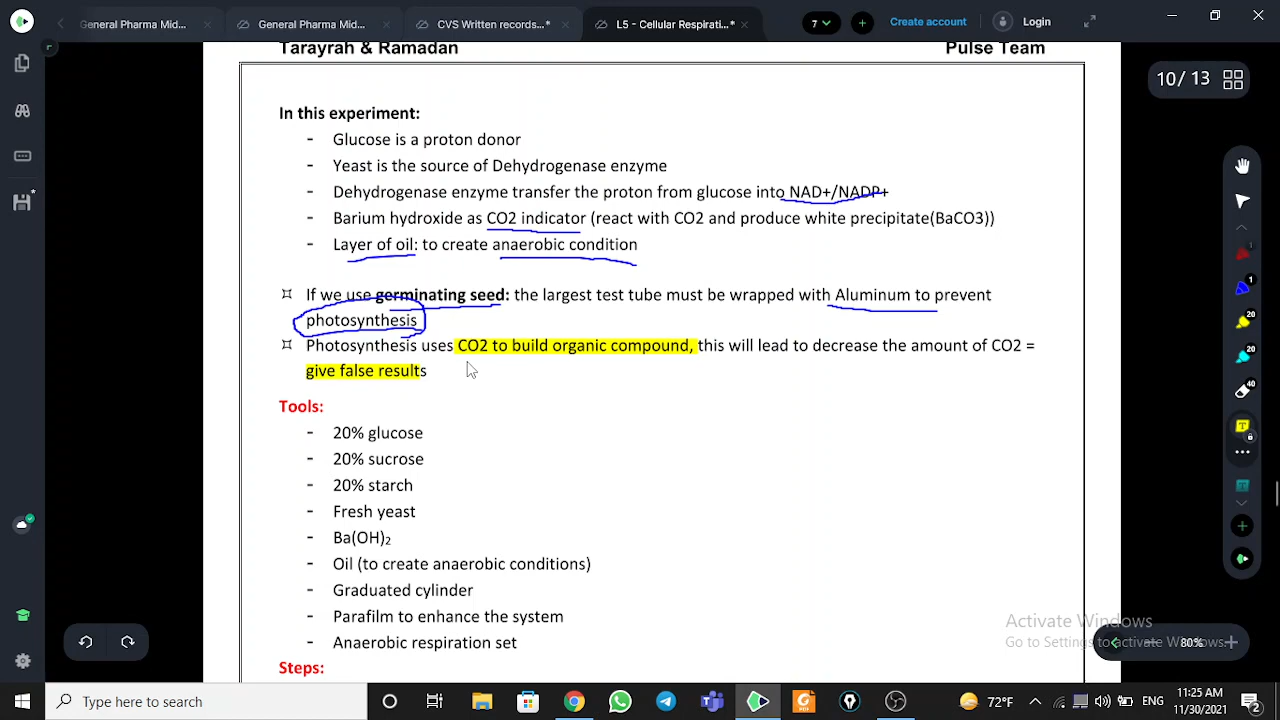 General Pharma Mid...
General Pharma Mid...
CVS Written records...*
L5 - Cellular Respirati...*
7
Create account
Login
Tarayrah & Ramadan
Pulse Team
10/ 13
In this experiment:
- Glucose is a proton donor
- Yeast is the source of Dehydrogenase enzyme
- Dehydrogenase enzyme transfer the proton from glucose into NAD+/NADP+
- Barium hydroxide as CO2 indicator (react with CO2 and produce white precipitate(BaCO3))
- Layer of oil: to create anaerobic condition
¤ If we use germinating seed: the largest test tube must be wrapped with Aluminum to prevent
photosynthesis
¤ Photosynthesis uses CO2 to build organic compound, this will lead to decrease the amount of CO2 =
give false results
Tools:
- 20% glucose
- 20% sucrose
- 20% starch
- Fresh yeast
- Ba(OH)₂
- Oil (to create anaerobic conditions)
- Graduated cylinder
- Parafilm to enhance the system
- Anaerobic respiration set
Steps:
1
1
20
20
40
T
Activate Windows
Go to Settings to activate Windows.
80%
Type here to search
72°F
ENG
11:25 AM
11/30/2021
2